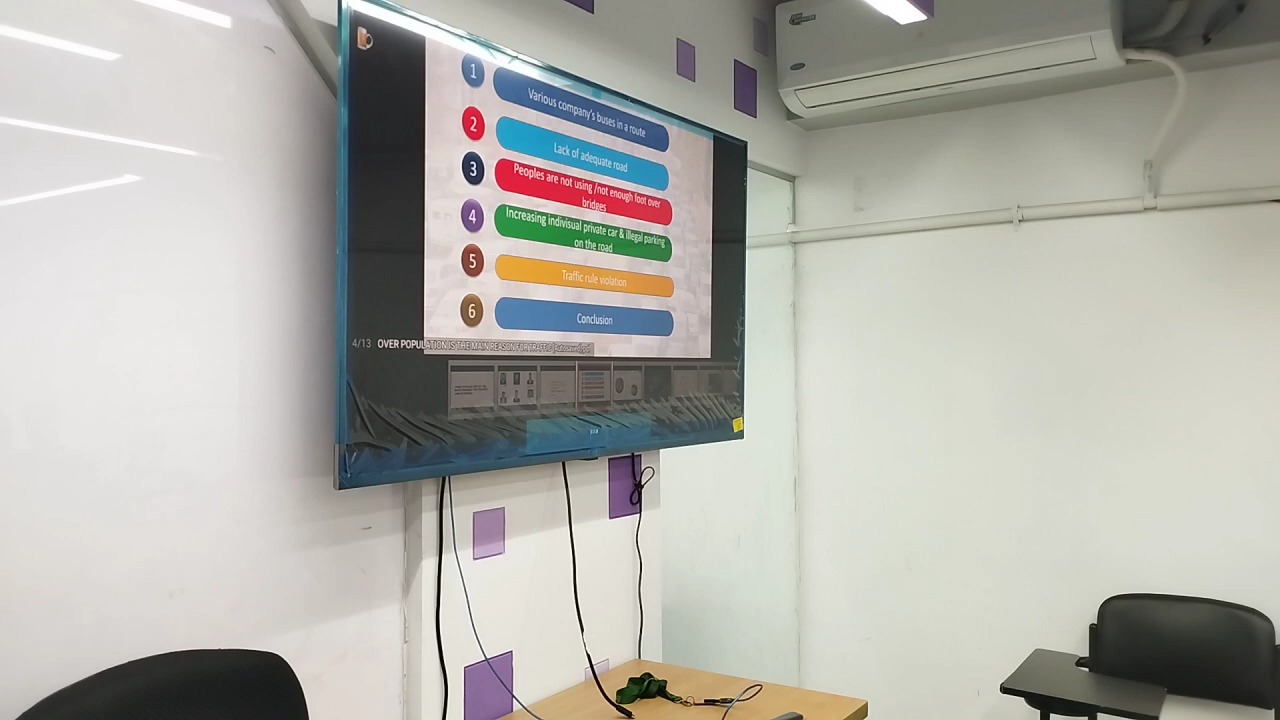 1
Various company's buses in a route
2
Lack of adequate road
3
Peoples are not using /not enough foot over
bridges
4
Increasing indivisual private car & illegal parking
on the road
5
Traffic rule violation
6
Conclusion
4/13 OVER POPULATION IS THE MAIN REASON FOR TRAFFIC [Autosaved].pdf